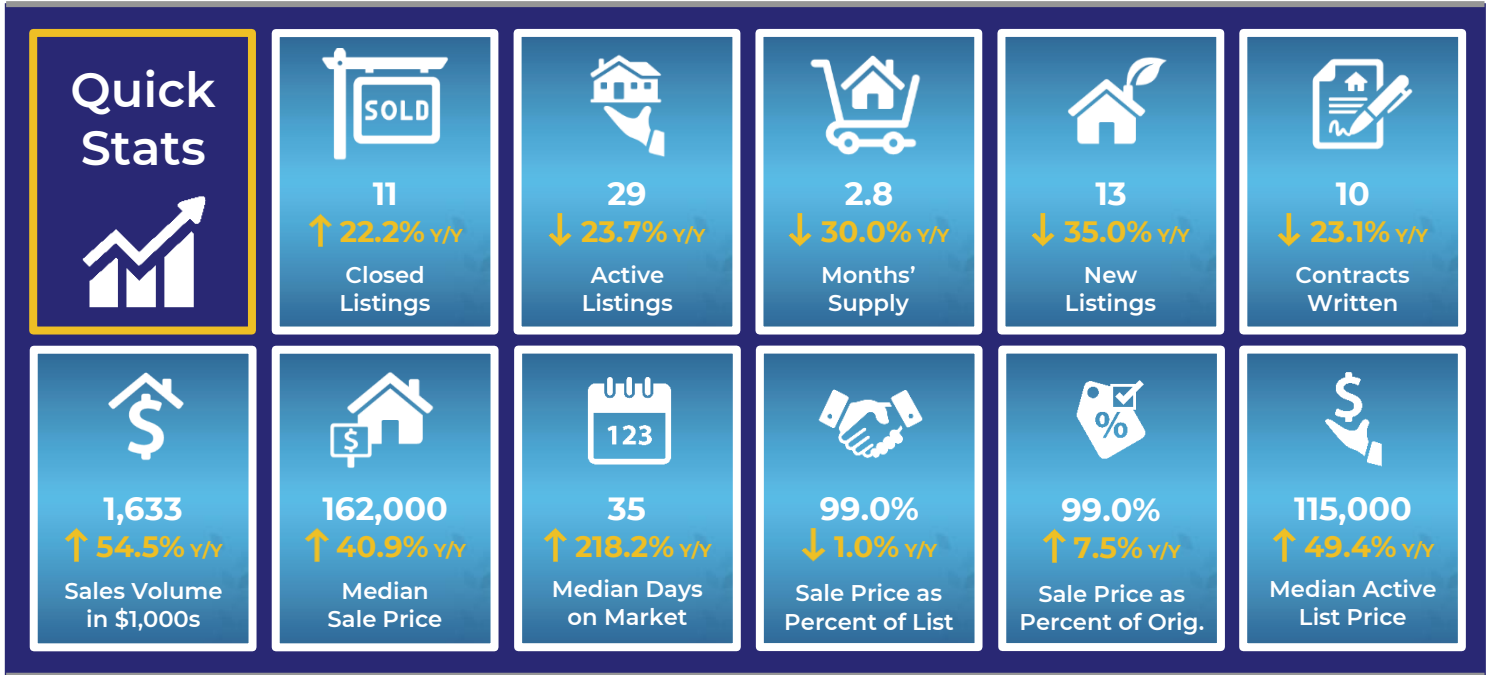 Quick
Stats
SOLD
11
↑ 22.2% Y/Y
Closed
Listings
29
↓ 23.7% Y/Y
Active
Listings
2.8
↓ 30.0% Y/Y
Months’
Supply
13
↓ 35.0% Y/Y
New
Listings
10
↓ 23.1% Y/Y
Contracts
Written
$
1,633
↑ 54.5% Y/Y
Sales Volume
in $1,000s
$
162,000
↑ 40.9% Y/Y
Median
Sale Price
123
35
↑ 218.2% Y/Y
Median Days
on Market
99.0%
↓ 1.0% Y/Y
Sale Price as
Percent of List
%
99.0%
↑ 7.5% Y/Y
Sale Price as
Percent of Orig.
$
115,000
↑ 49.4% Y/Y
Median Active
List Price